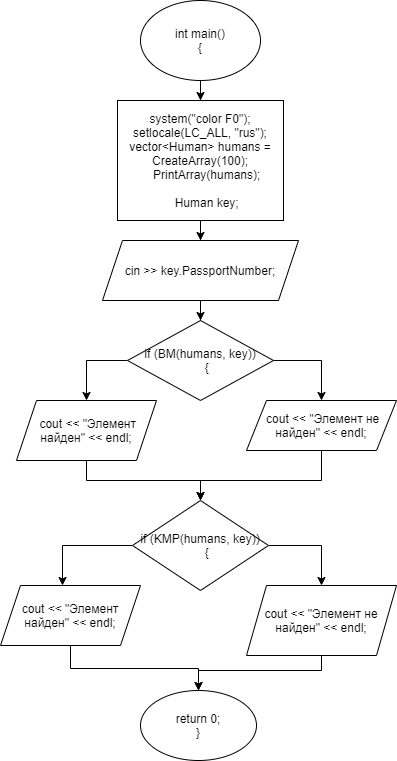 int main()
{
system("color F0");
setlocale(LC_ALL, "rus");
vector<Human> humans =
CreateArray(100);
PrintArray(humans);
Human key;
cin >> key.PassportNumber;
if (BM(humans, key))
{
cout << "Элемент
найден" << endl;
cout << "Элемент не
найден" << endl;
if (KMP(humans, key))
{
cout << "Элемент
найден" << endl;
cout << "Элемент не
найден" << endl;
return 0;
}